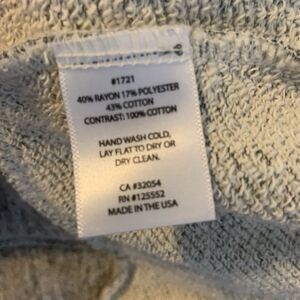 #1721
40% RAYON 17% POLYESTER
43% COTTON
CONTRAST: 100% COTTON
HAND WASH COLD,
LAY FLAT TO DRY OR
DRY CLEAN.
CA #32054
RN #125552
MADE IN THE USA